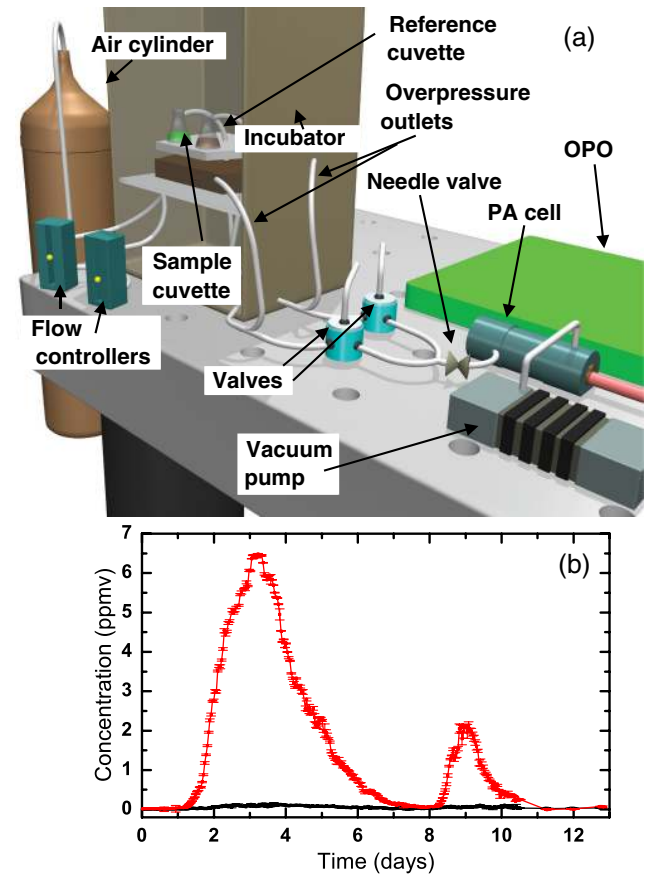 (a)
Air cylinder
Reference
cuvette
Overpressure
outlets
Incubator
OPO
Needle valve
PA cell
Sample
cuvette
Flow
controllers
Valves
Vacuum
pump
(b)
Concentration (ppmv)
7
6
5
4
3
2
1
0
0 2 4 6 8 10 12
Time (days)